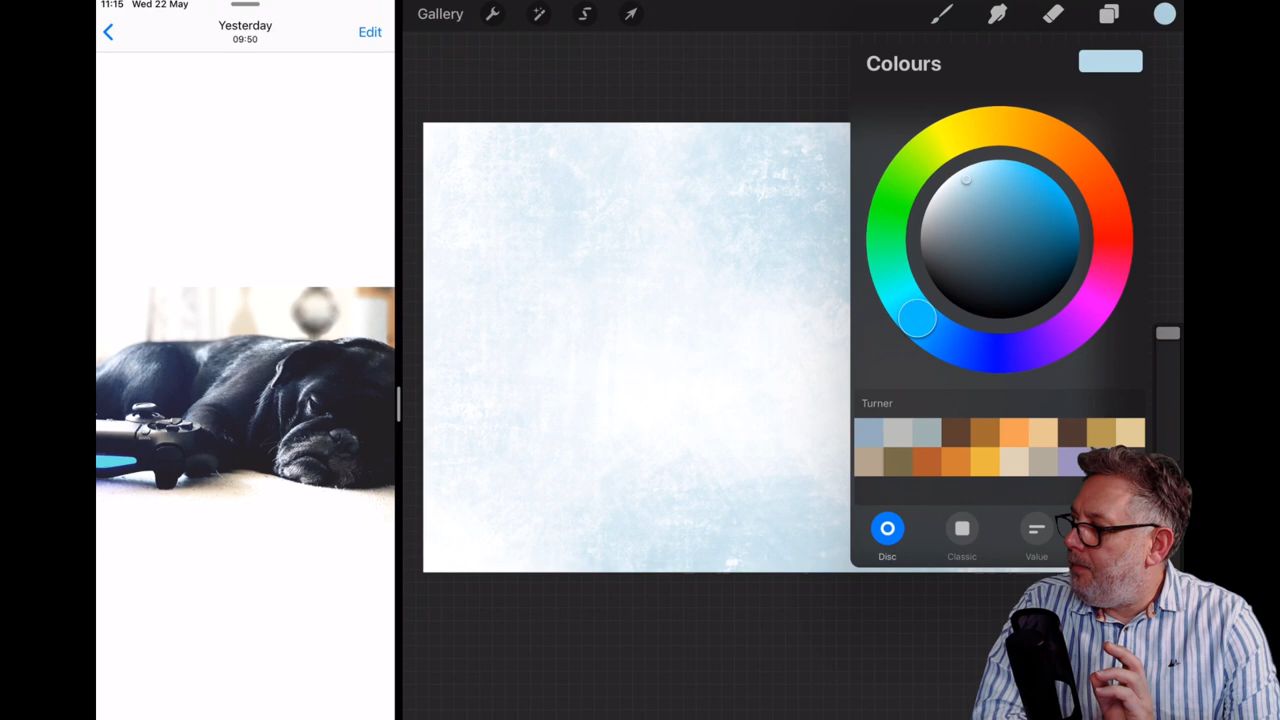 11:15 Wed 22 May
Yesterday
09:50
Edit
Gallery
Colours
Turner
Disc
Classic
Value